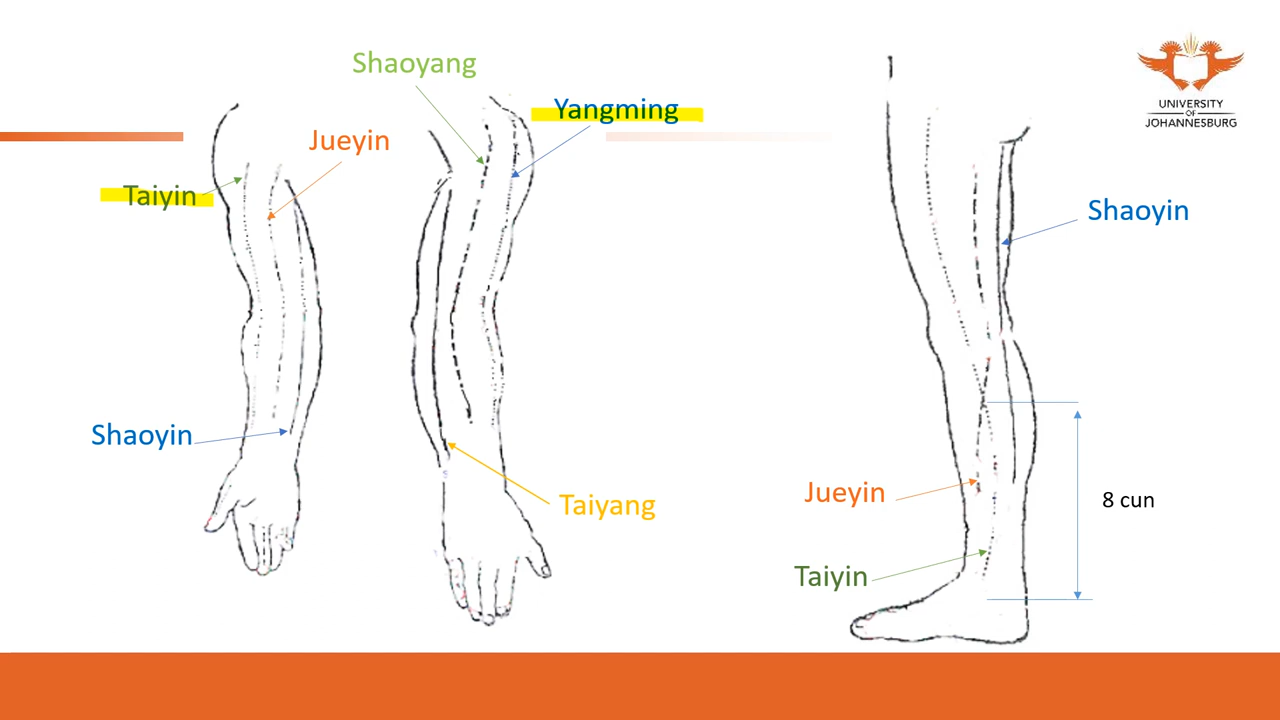 Shaoyang
Yangming
Jueyin
Taiyin
Shaoyin
Taiyang
Shaoyin
Jueyin
8 cun
Taiyin
UNIVERSITY
OF
JOHANNESBURG